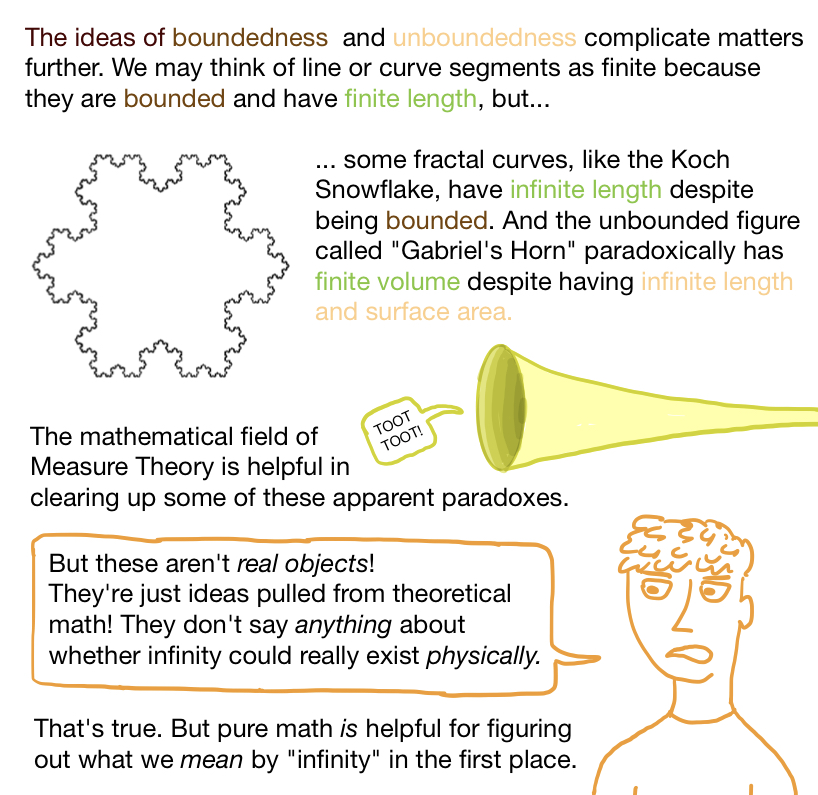 The ideas of boundedness and unboundedness complicate matters
further. We may think of line or curve segments as finite because
they are bounded and have finite length, but...
... some fractal curves, like the Koch
Snowflake, have infinite length despite
being bounded. And the unbounded figure
called "Gabriel's Horn" paradoxically has
finite volume despite having infinite length
and surface area.
TOOT
TOOT!
The mathematical field of
Measure Theory is helpful in
clearing up some of these apparent paradoxes.
But these aren't real objects!
They're just ideas pulled from theoretical
math! They don't say anything about
whether infinity could really exist physically.
That's true. But pure math is helpful for figuring
out what we mean by "infinity" in the first place.